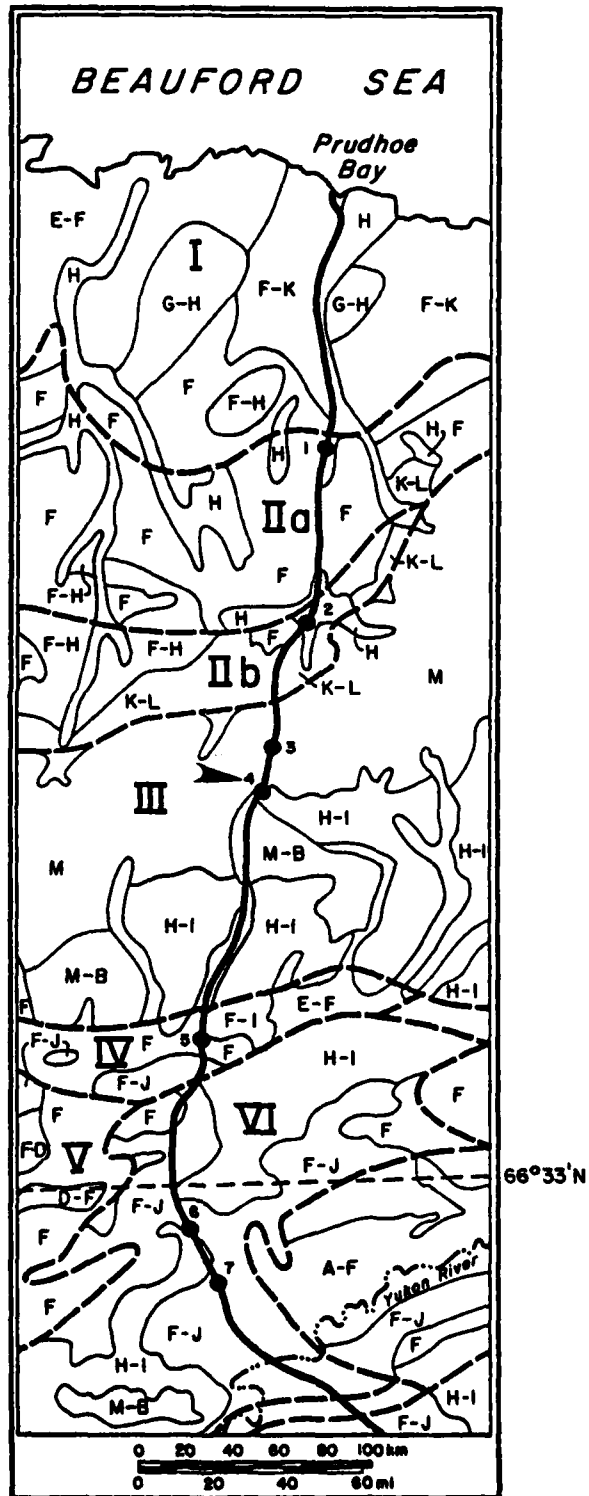 BEAUFORD SEA
Prudhoe
Bay
E-F
H
I
H
F-K
G-H
G-H
F-K
F
F
F-H
F
H
1
H
H, F
K-L
F
F
H
IIa
F
F
K-L
F-H
F
H
F
2
F-H
F-H
H
F
IIb
K-L
K-L
M
3
4
III
H-I
M-B
H-I
M
H-I
H-I
M-B
H-I
E-F
F
F-I
F-J
F
5
F
IV
F-J
H-I
F
F
VI
F
F-D
V
F-J
F
66°33'N
D-F
F-J
F
6
7
A-F
Yukon River
F
F-J
F-J
F
H-I
H-I
M-B
F-J
0 20 40 60 80 100 km
0 20 40 60 mi